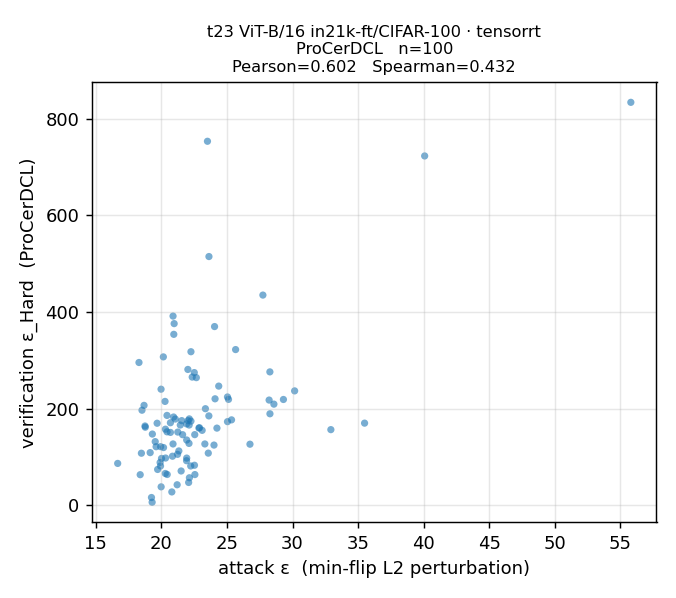 t23 ViT-B/16 in21k-ft/CIFAR-100 · tensorrt
ProCerDCL   n=100
Pearson=0.602   Spearman=0.432
800
600
400
200
0
verification ε_Hard  (ProCerDCL)
15 20 25 30 35 40 45 50 55
attack ε  (min-flip L2 perturbation)